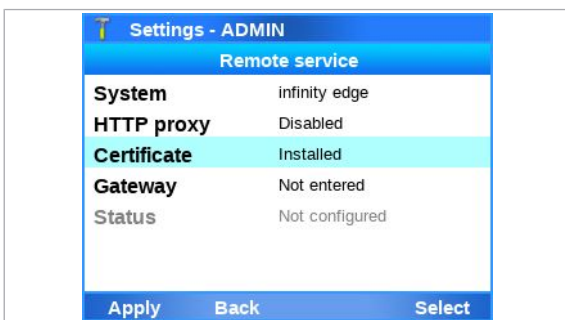 Settings - ADMIN
Remote service
System infinity edge
HTTP proxy Disabled
Certificate Installed
Gateway Not entered
Status Not configured
Apply Back Select